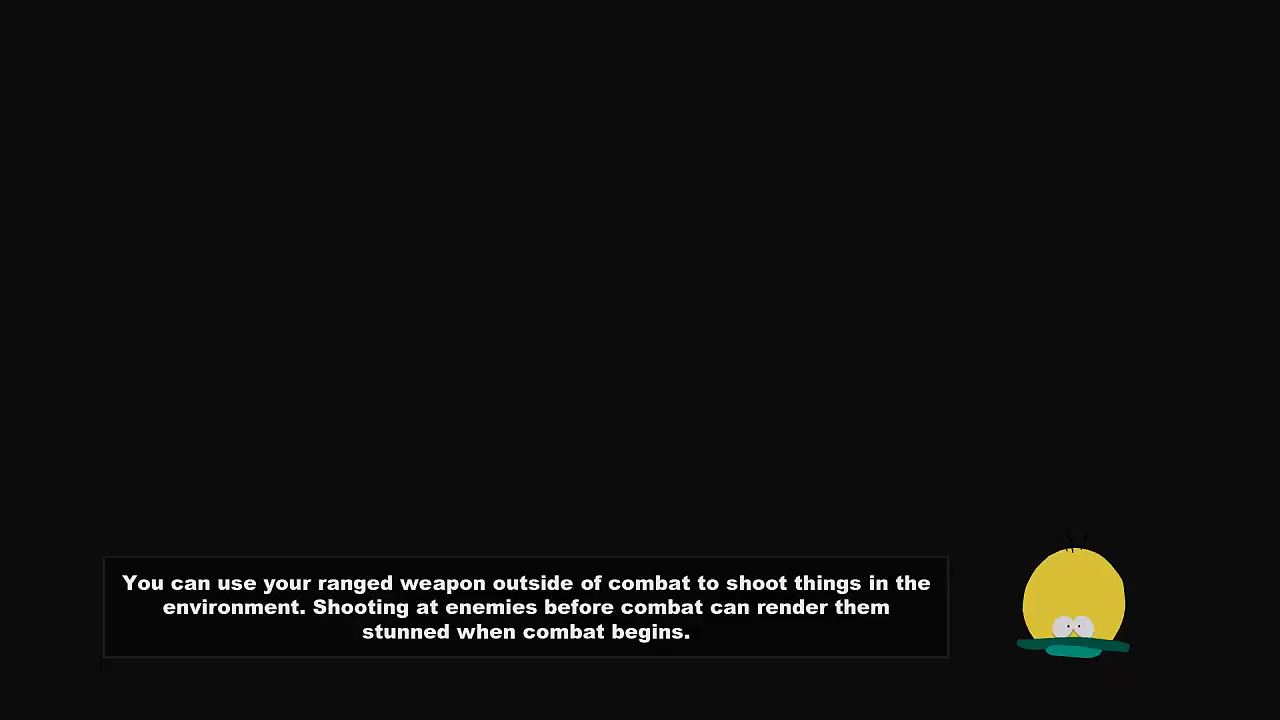 You can use your ranged weapon outside of combat to shoot things in the
environment. Shooting at enemies before combat can render them
stunned when combat begins.